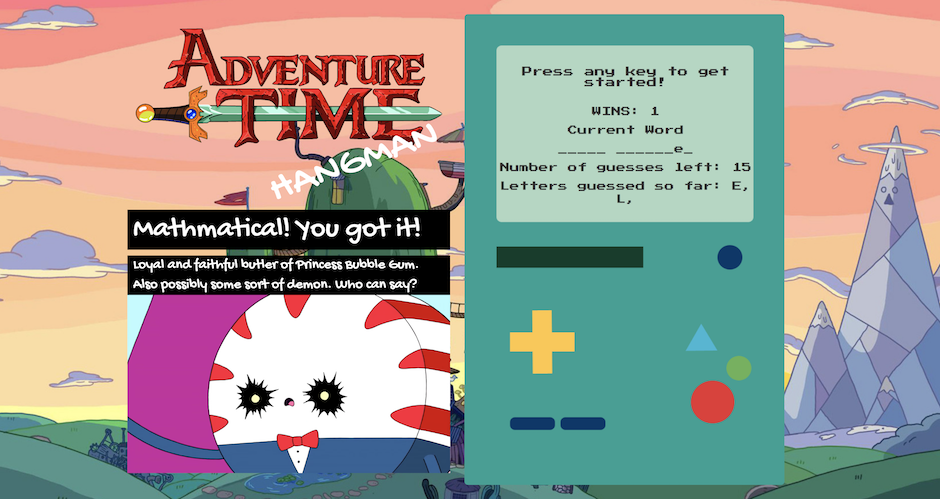 ADVENTURE
TIME
HANGMAN
Mathmatical! You got it!
Loyal and faithful butler of Princess Bubble Gum.
Also possibly some sort of demon. Who can say?
Press any key to get
started!
WINS: 1
Current Word
_____ ______e_
Number of guesses left: 15
Letters guessed so far: E,
L,